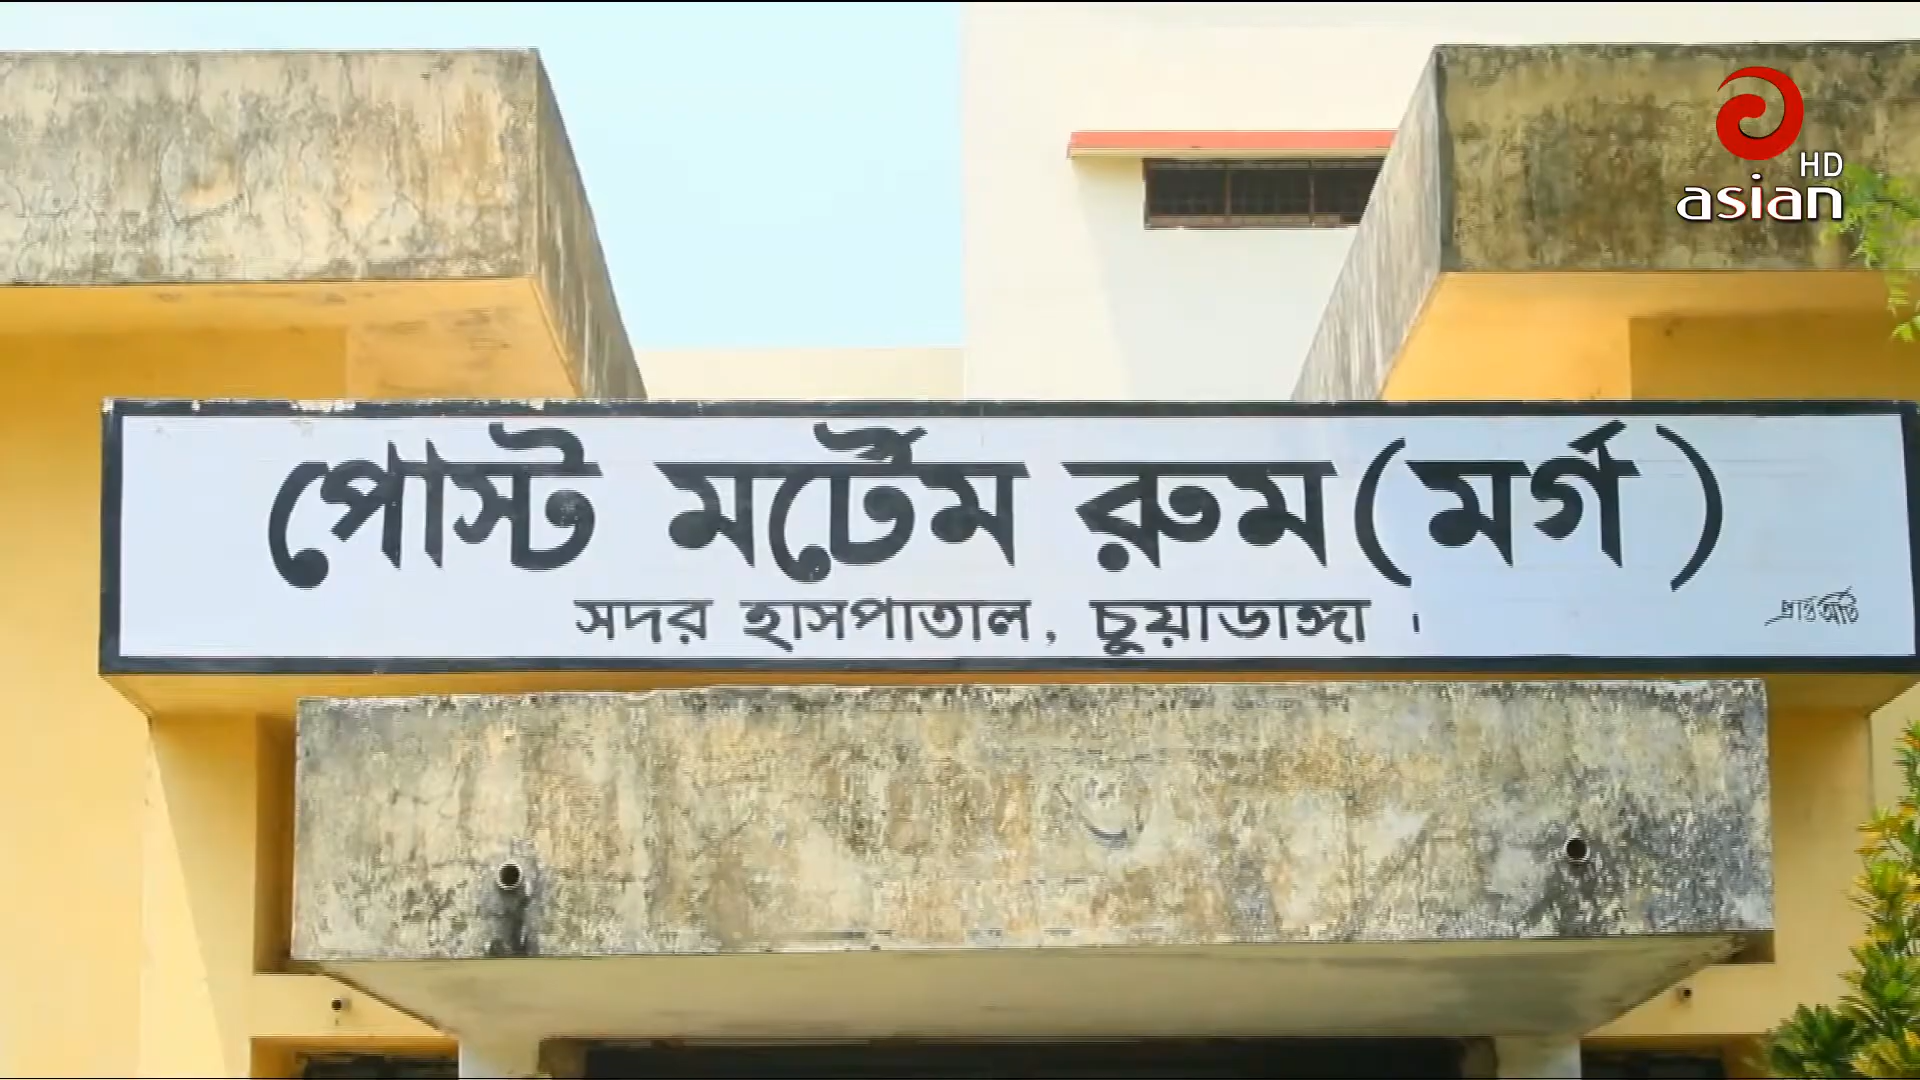 HD
asian
পোস্ট মর্টেম রুম (মর্গ)
সদর হাসপাতাল, চুয়াডাঙ্গা ।